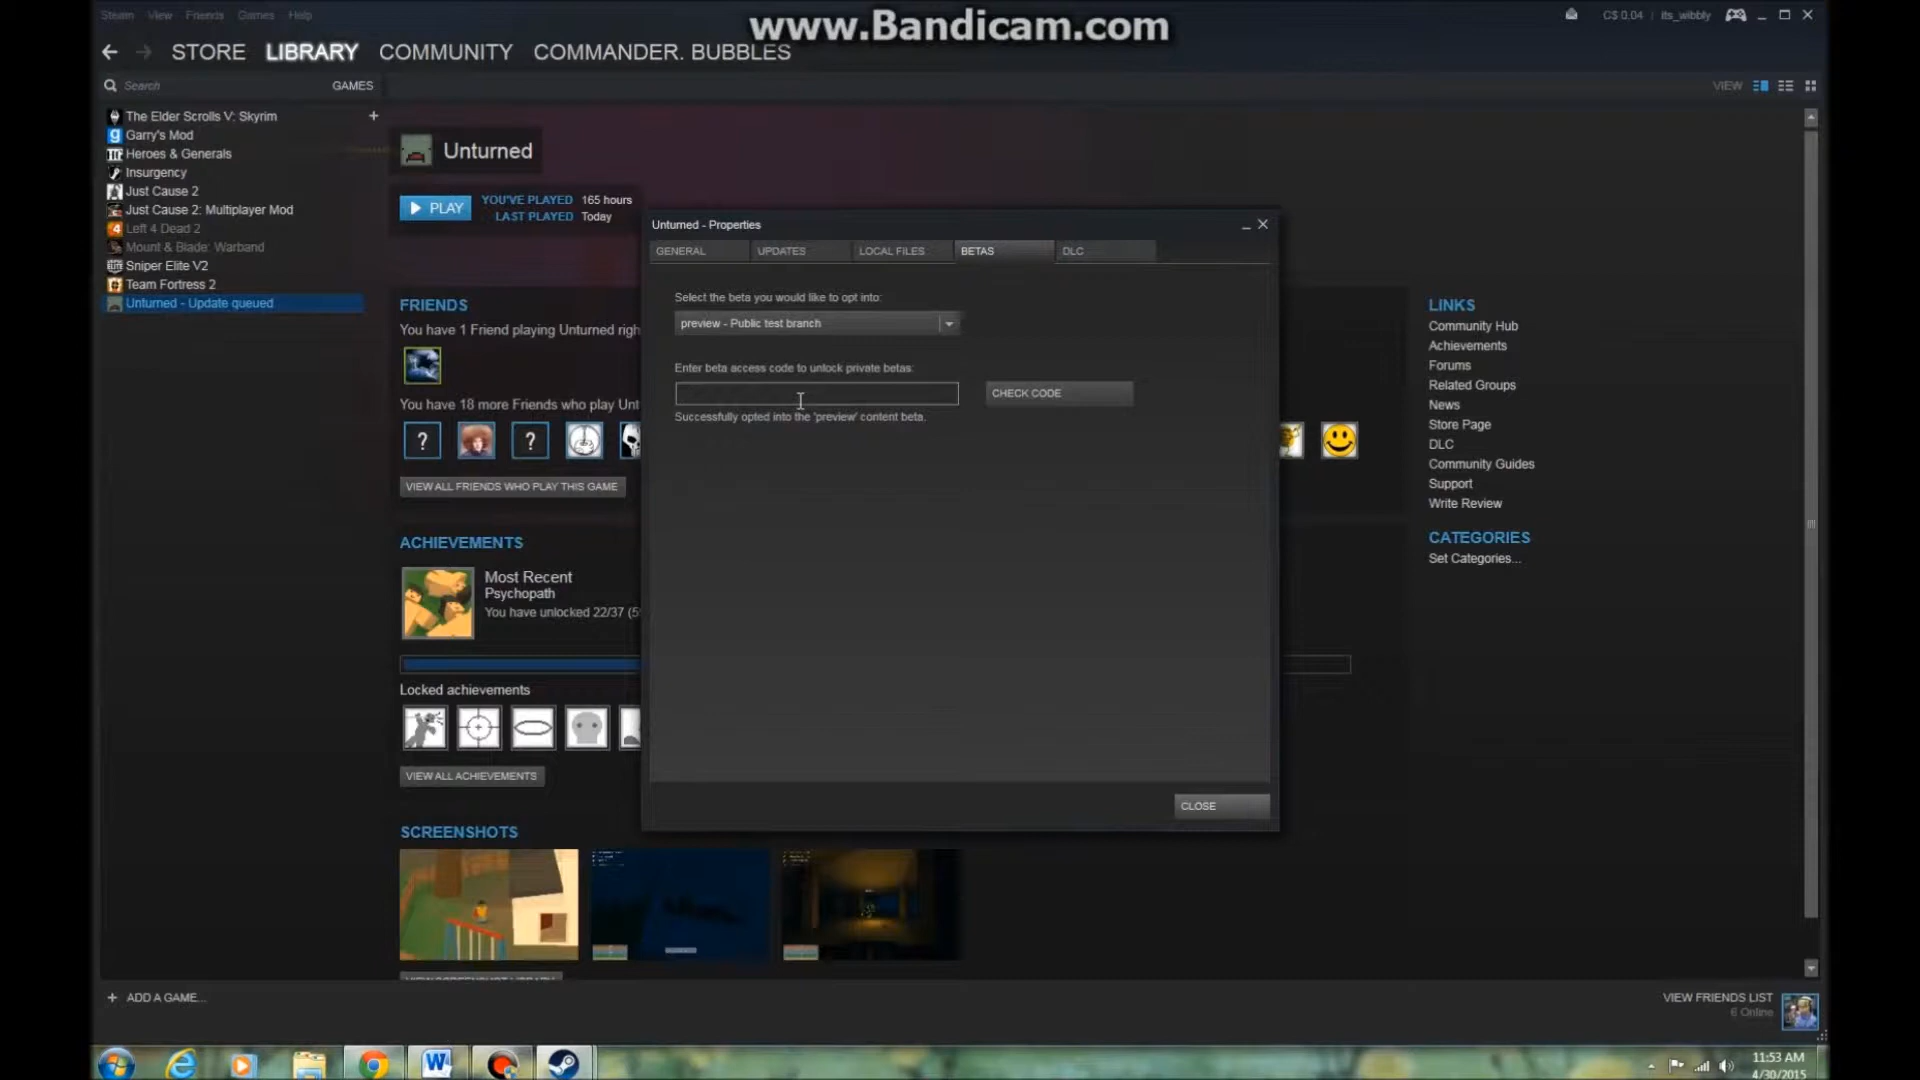 www.Bandicam.com
Steam View Friends Games Help
C$ 0.04 its_wibbly
STORE LIBRARY COMMUNITY COMMANDER. BUBBLES
Search GAMES
VIEW
The Elder Scrolls V: Skyrim
Garry's Mod
Heroes & Generals
Insurgency
Just Cause 2
Just Cause 2: Multiplayer Mod
Left 4 Dead 2
Mount & Blade: Warband
Sniper Elite V2
Team Fortress 2
Unturned - Update queued
Unturned
PLAY
YOU'VE PLAYED 165 hours
LAST PLAYED Today
FRIENDS
You have 1 Friend playing Unturned
You have 18 more Friends who play
? ?
VIEW ALL FRIENDS WHO PLAY THIS GAME
ACHIEVEMENTS
Most Recent
Psychopath
You have unlocked 22/37
Locked achievements
VIEW ALL ACHIEVEMENTS
SCREENSHOTS
Unturned - Properties
GENERAL UPDATES LOCAL FILES BETAS DLC
Select the beta you would like to opt into:
preview - Public test branch
Enter beta access code to unlock private betas:
CHECK CODE
Successfully opted into the 'preview' content beta.
CLOSE
LINKS
Community Hub
Achievements
Forums
Related Groups
News
Store Page
DLC
Community Guides
Support
Write Review
CATEGORIES
Set Categories...
ADD A GAME...
VIEW FRIENDS LIST
6 Online
11:53 AM
4/30/2015